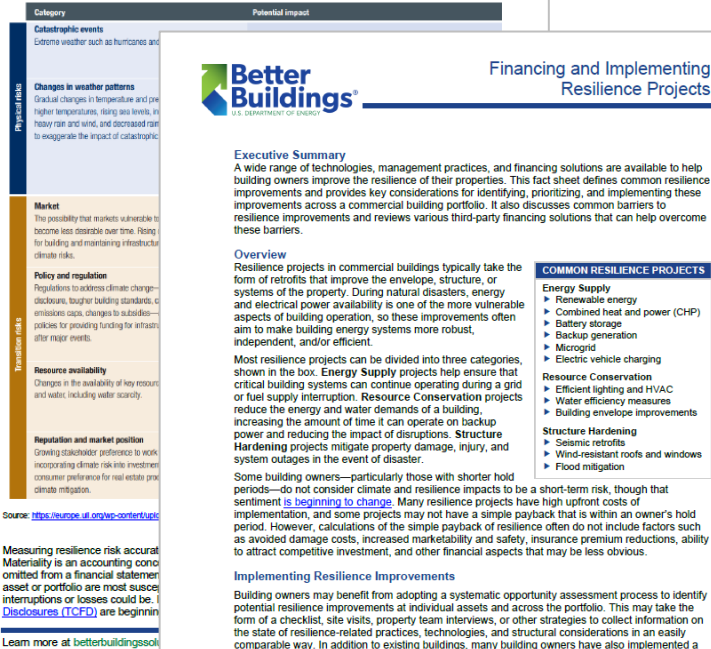 Category Potential impact
Physical risks
Catastrophic events
Extreme weather such as hurricanes and
Changes in weather patterns
Gradual changes in temperature and pre
higher temperatures, rising sea levels, in
heavy rain and wind, and decreased rain
to exaggerate the impact of catastrophic
Transition risks
Market
The possibility that markets vulnerable to
become less desirable over time. Rising
for building and maintaining infrastructur
climate risks.
Policy and regulation
Regulations to address climate change—
disclosure, tougher building standards, c
emissions caps, changes to subsidies—
policies for providing funding for infrastru
after major events.
Resource availability
Changes in the availability of key resourc
and water, including water scarcity.
Reputation and market position
Growing stakeholder preference to work
incorporating climate risk into investmen
consumer preference for real estate prod
climate mitigation.
Source: https://europe.uli.org/wp-content/uplo
Measuring resilience risk accurat
Materiality is an accounting conc
omitted from a financial statemen
asset or portfolio are most suscep
interruptions or losses could be. I
Disclosures (TCFD) are beginnin
Learn more at betterbuildingssolu
Better
Buildings®
U.S. DEPARTMENT OF ENERGY
Financing and Implementing
Resilience Projects
Executive Summary
A wide range of technologies, management practices, and financing solutions are available to help
building owners improve the resilience of their properties. This fact sheet defines common resilience
improvements and provides key considerations for identifying, prioritizing, and implementing these
improvements across a commercial building portfolio. It also discusses common barriers to
resilience improvements and reviews various third-party financing solutions that can help overcome
these barriers.
Overview
Resilience projects in commercial buildings typically take the
form of retrofits that improve the envelope, structure, or
systems of the property. During natural disasters, energy
and electrical power availability is one of the more vulnerable
aspects of building operation, so these improvements often
aim to make building energy systems more robust,
independent, and/or efficient.
Most resilience projects can be divided into three categories,
shown in the box. Energy Supply projects help ensure that
critical building systems can continue operating during a grid
or fuel supply interruption. Resource Conservation projects
reduce the energy and water demands of a building,
increasing the amount of time it can operate on backup
power and reducing the impact of disruptions. Structure
Hardening projects mitigate property damage, injury, and
system outages in the event of disaster.
COMMON RESILIENCE PROJECTS
Energy Supply
Renewable energy
Combined heat and power (CHP)
Battery storage
Backup generation
Microgrid
Electric vehicle charging
Resource Conservation
Efficient lighting and HVAC
Water efficiency measures
Building envelope improvements
Structure Hardening
Seismic retrofits
Wind-resistant roofs and windows
Flood mitigation
Some building owners—particularly those with shorter hold
periods—do not consider climate and resilience impacts to be a short-term risk, though that
sentiment is beginning to change. Many resilience projects have high upfront costs of
implementation, and some projects may not have a simple payback that is within an owner's hold
period. However, calculations of the simple payback of resilience often do not include factors such
as avoided damage costs, increased marketability and safety, insurance premium reductions, ability
to attract competitive investment, and other financial aspects that may be less obvious.
Implementing Resilience Improvements
Building owners may benefit from adopting a systematic opportunity assessment process to identify
potential resilience improvements at individual assets and across the portfolio. This may take the
form of a checklist, site visits, property team interviews, or other strategies to collect information on
the state of resilience-related practices, technologies, and structural considerations in an easily
comparable way. In addition to existing buildings, many building owners have also implemented a